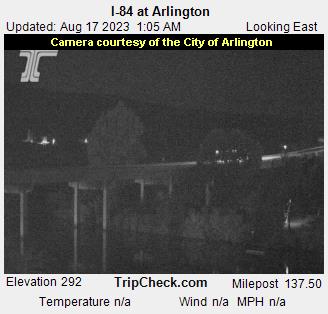 I-84 at Arlington
Updated: Aug 17 2023 1:05 AM Looking East
Camera courtesy of the City of Arlington
Elevation 292 TripCheck.com Milepost 137.50
Temperature n/a Wind n/a MPH n/a